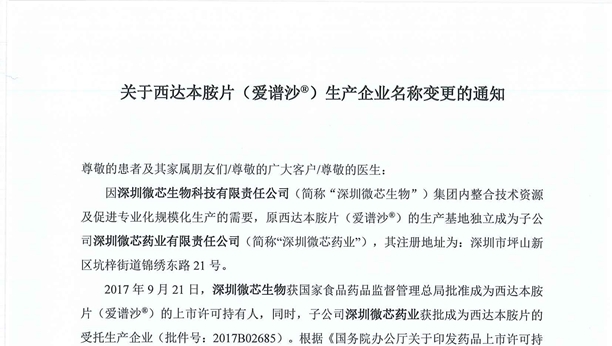 关于西达本胺片（爱谱沙®）生产企业名称变更的通知
尊敬的患者及其家属朋友们/尊敬的广大客户/尊敬的医生：
因深圳微芯生物科技有限责任公司（简称“深圳微芯生物”）集团内整合技术资源
及促进专业化规模化生产的需要，原西达本胺片（爱谱沙®）的生产基地独立成为子公
司深圳微芯药业有限责任公司（简称“深圳微芯药业”），其注册地址为：深圳市坪山新
区坑梓街道锦绣东路 21 号。
2017 年 9 月 21 日，深圳微芯生物获国家食品药品监督管理总局批准成为西达本胺
片（爱谱沙®）的上市许可持有人，同时，子公司深圳微芯药业获批成为西达本胺片的
受托生产企业（批件号：2017B02685）。根据《国务院办公厅关于印发药品上市许可持